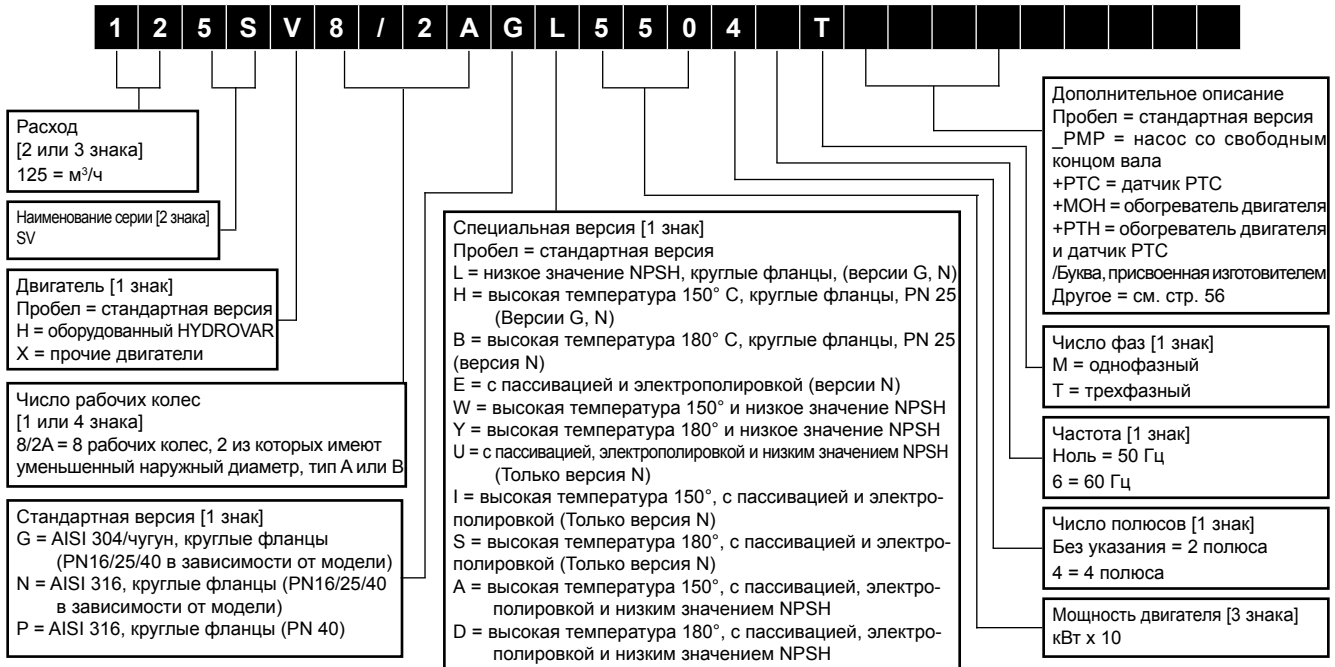 125SV8/2AGL5504 T
Расход
[2 или 3 знака]
125 = м³/ч
Наименование серии [2 знака]
SV
Двигатель [1 знак]
Пробел = стандартная версия
H = оборудованный HYDROVAR
X = прочие двигатели
Число рабочих колес
[1 или 4 знака]
8/2A = 8 рабочих колес, 2 из которых имеют
уменьшенный наружный диаметр, тип A или B
Стандартная версия [1 знак]
G = AISI 304/чугун, круглые фланцы
(PN16/25/40 в зависимости от модели)
N = AISI 316, круглые фланцы (PN16/25/40
в зависимости от модели)
P = AISI 316, круглые фланцы (PN 40)
Специальная версия [1 знак]
Пробел = стандартная версия
L = низкое значение NPSH, круглые фланцы, (версии G, N)
H = высокая температура 150° C, круглые фланцы, PN 25
(Версии G, N)
B = высокая температура 180° C, круглые фланцы, PN 25
(версия N)
E = с пассивацией и электрополировкой (версии N)
W = высокая температура 150° и низкое значение NPSH
Y = высокая температура 180° и низкое значение NPSH
U = с пассивацией, электрополировкой и низким значением NPSH
(Только версия N)
I = высокая температура 150°, с пассивацией и электро-
полировкой (Только версия N)
S = высокая температура 180°, с пассивацией и электро-
полировкой (Только версия N)
A = высокая температура 150°, с пассивацией, электро-
полировкой и низким значением NPSH
D = высокая температура 180°, с пассивацией, электро-
полировкой и низким значением NPSH
Дополнительное описание
Пробел = стандартная версия
_PMP = насос со свободным
концом вала
+PTC = датчик PTC
+MOH = обогреватель двигателя
+PTH = обогреватель двигателя
и датчик PTC
/Буква, присвоенная изготовителем
Другое = см. стр. 56
Число фаз [1 знак]
M = однофазный
T = трехфазный
Частота [1 знак]
Ноль = 50 Гц
6 = 60 Гц
Число полюсов [1 знак]
Без указания = 2 полюса
4 = 4 полюса
Мощность двигателя [3 знака]
кВт x 10